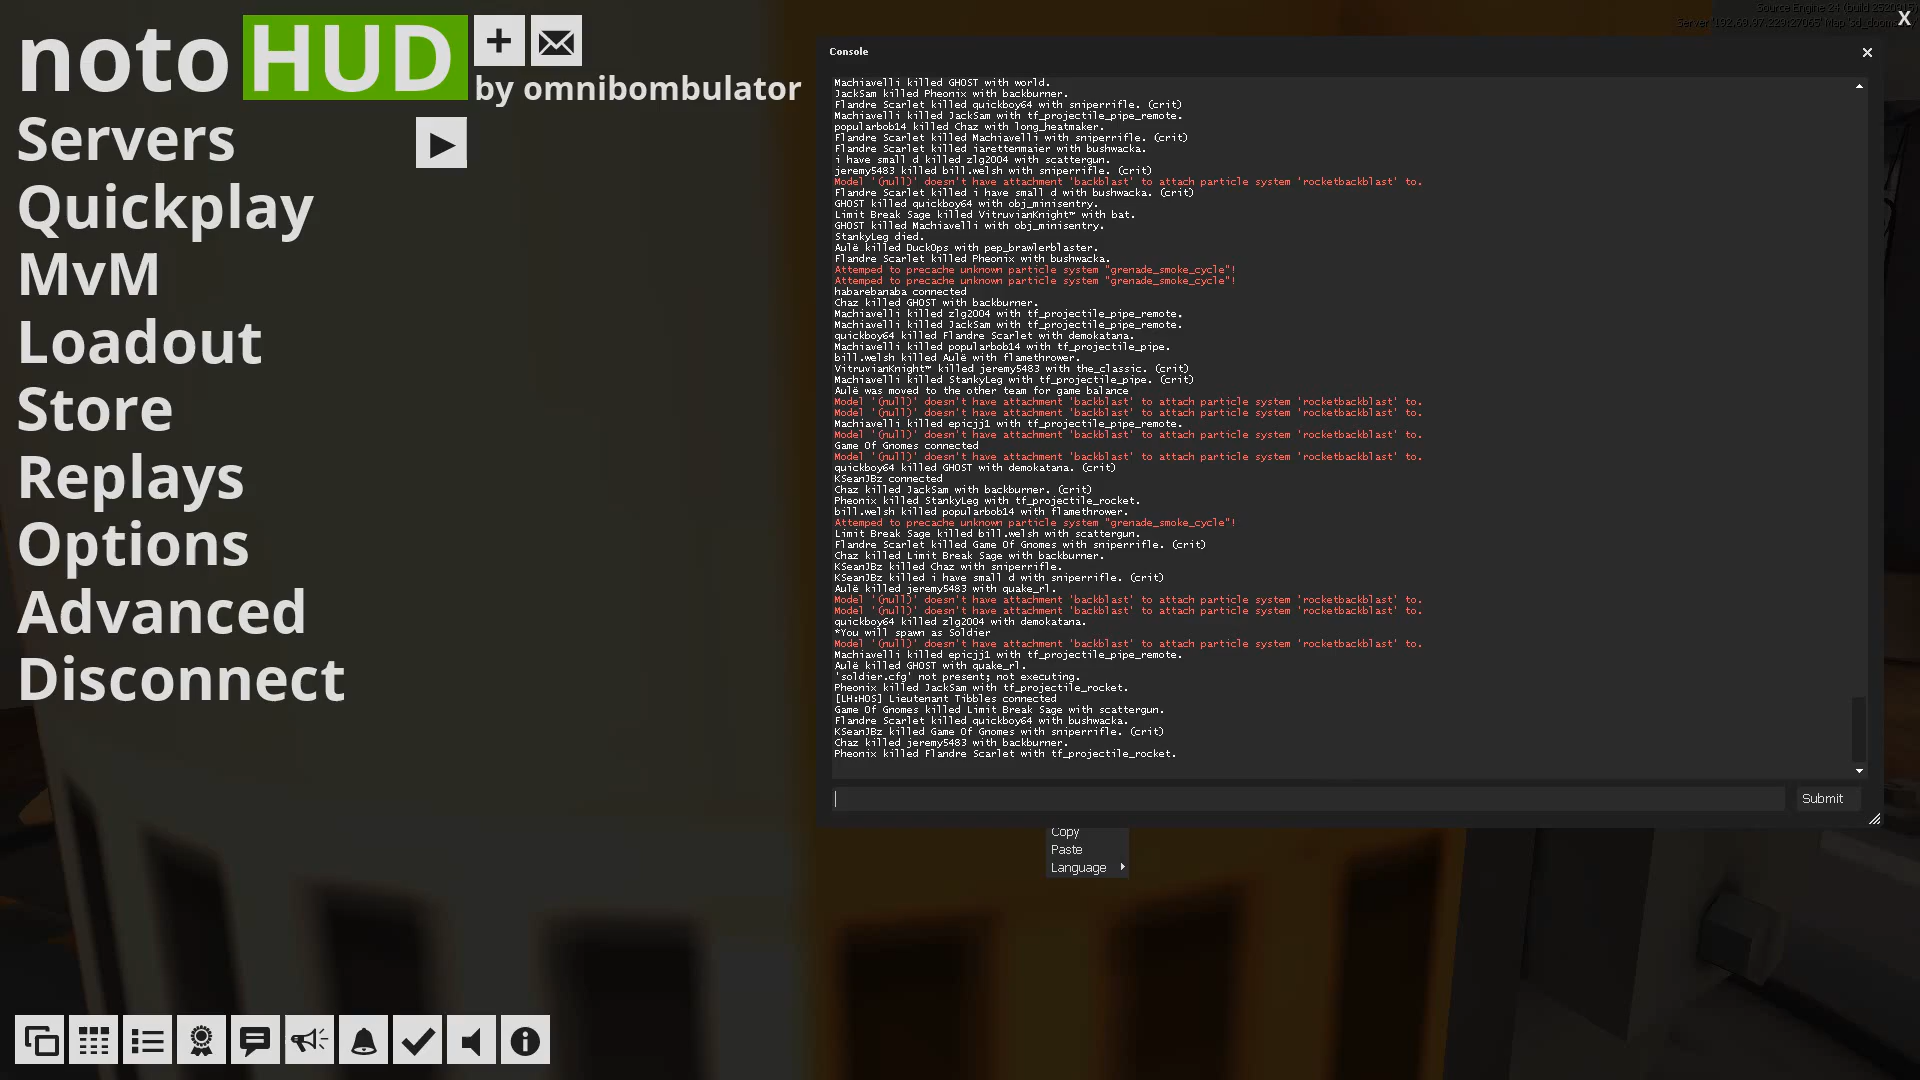 noto HUD
by omnibombulator
Servers
Quickplay
MvM
Loadout
Store
Replays
Options
Advanced
Disconnect
Source Engine 24 (build
X
Console
Machiavelli killed GHOST with world.
JackSam killed Pheonix with backburner.
Flandre Scarlet killed quickboy64 with sniperrifle. (crit)
Machiavelli killed JackSam with tf_projectile_pipe_remote.
popularbob14 killed Chaz with long_heatmaker.
Flandre Scarlet killed Machiavelli with sniperrifle. (crit)
Flandre Scarlet killed iarettenmaier with bushwacka.
i have small d killed zlg2004 with scattergun.
jeremy5483 killed bill.welsh with sniperrifle. (crit)
Model '(null)' doesn't have attachment 'backblast' to attach particle system 'rocketbackblast' to.
Flandre Scarlet killed i have small d with bushwacka. (crit)
GHOST killed quickboy64 with obj_minisentry.
Limit Break Sage killed VitruvianKnight™ with bat.
GHOST killed Machiavelli with obj_minisentry.
StankyLeg died.
Aulë killed DuckOps with pep_brawlerblaster.
Flandre Scarlet killed Pheonix with bushwacka.
Attemped to precache unknown particle system "grenade_smoke_cycle"!
Attemped to precache unknown particle system "grenade_smoke_cycle"!
habarebanaba connected
Chaz killed GHOST with backburner.
Machiavelli killed zlg2004 with tf_projectile_pipe_remote.
Machiavelli killed JackSam with tf_projectile_pipe_remote.
quickboy64 killed Flandre Scarlet with demokatana.
Machiavelli killed popularbob14 with tf_projectile_pipe.
bill.welsh killed Aulë with flamethrower.
VitruvianKnight™ killed jeremy5483 with the_classic. (crit)
Machiavelli killed StankyLeg with tf_projectile_pipe. (crit)
Aulë was moved to the other team for game balance
Model '(null)' doesn't have attachment 'backblast' to attach particle system 'rocketbackblast' to.
Model '(null)' doesn't have attachment 'backblast' to attach particle system 'rocketbackblast' to.
Machiavelli killed epicjj1 with tf_projectile_pipe_remote.
Model '(null)' doesn't have attachment 'backblast' to attach particle system 'rocketbackblast' to.
Game Of Gnomes connected
Model '(null)' doesn't have attachment 'backblast' to attach particle system 'rocketbackblast' to.
quickboy64 killed GHOST with demokatana. (crit)
KSeanJBz connected
Chaz killed JackSam with backburner. (crit)
Pheonix killed StankyLeg with tf_projectile_rocket.
bill.welsh killed popularbob14 with flamethrower.
Attemped to precache unknown particle system "grenade_smoke_cycle"!
Limit Break Sage killed bill.welsh with scattergun.
Flandre Scarlet killed Game Of Gnomes with sniperrifle. (crit)
Chaz killed Limit Break Sage with backburner.
KSeanJBz killed Chaz with sniperrifle.
KSeanJBz killed i have small d with sniperrifle. (crit)
Aulë killed jeremy5483 with quake_rl.
Model '(null)' doesn't have attachment 'backblast' to attach particle system 'rocketbackblast' to.
Model '(null)' doesn't have attachment 'backblast' to attach particle system 'rocketbackblast' to.
quickboy64 killed zlg2004 with demokatana.
*You will spawn as Soldier
Model '(null)' doesn't have attachment 'backblast' to attach particle system 'rocketbackblast' to.
Machiavelli killed epicjj1 with tf_projectile_pipe_remote.
Aulë killed GHOST with quake_rl.
'soldier.cfg' not present; not executing.
Pheonix killed JackSam with tf_projectile_rocket.
[LH:HOS] Lieutenant Tibbles connected
Game Of Gnomes killed Limit Break Sage with scattergun.
Flandre Scarlet killed quickboy64 with bushwacka.
KSeanJBz killed Game Of Gnomes with sniperrifle. (crit)
Chaz killed jeremy5483 with backburner.
Pheonix killed Flandre Scarlet with tf_projectile_rocket.
Submit
Copy
Paste
Language